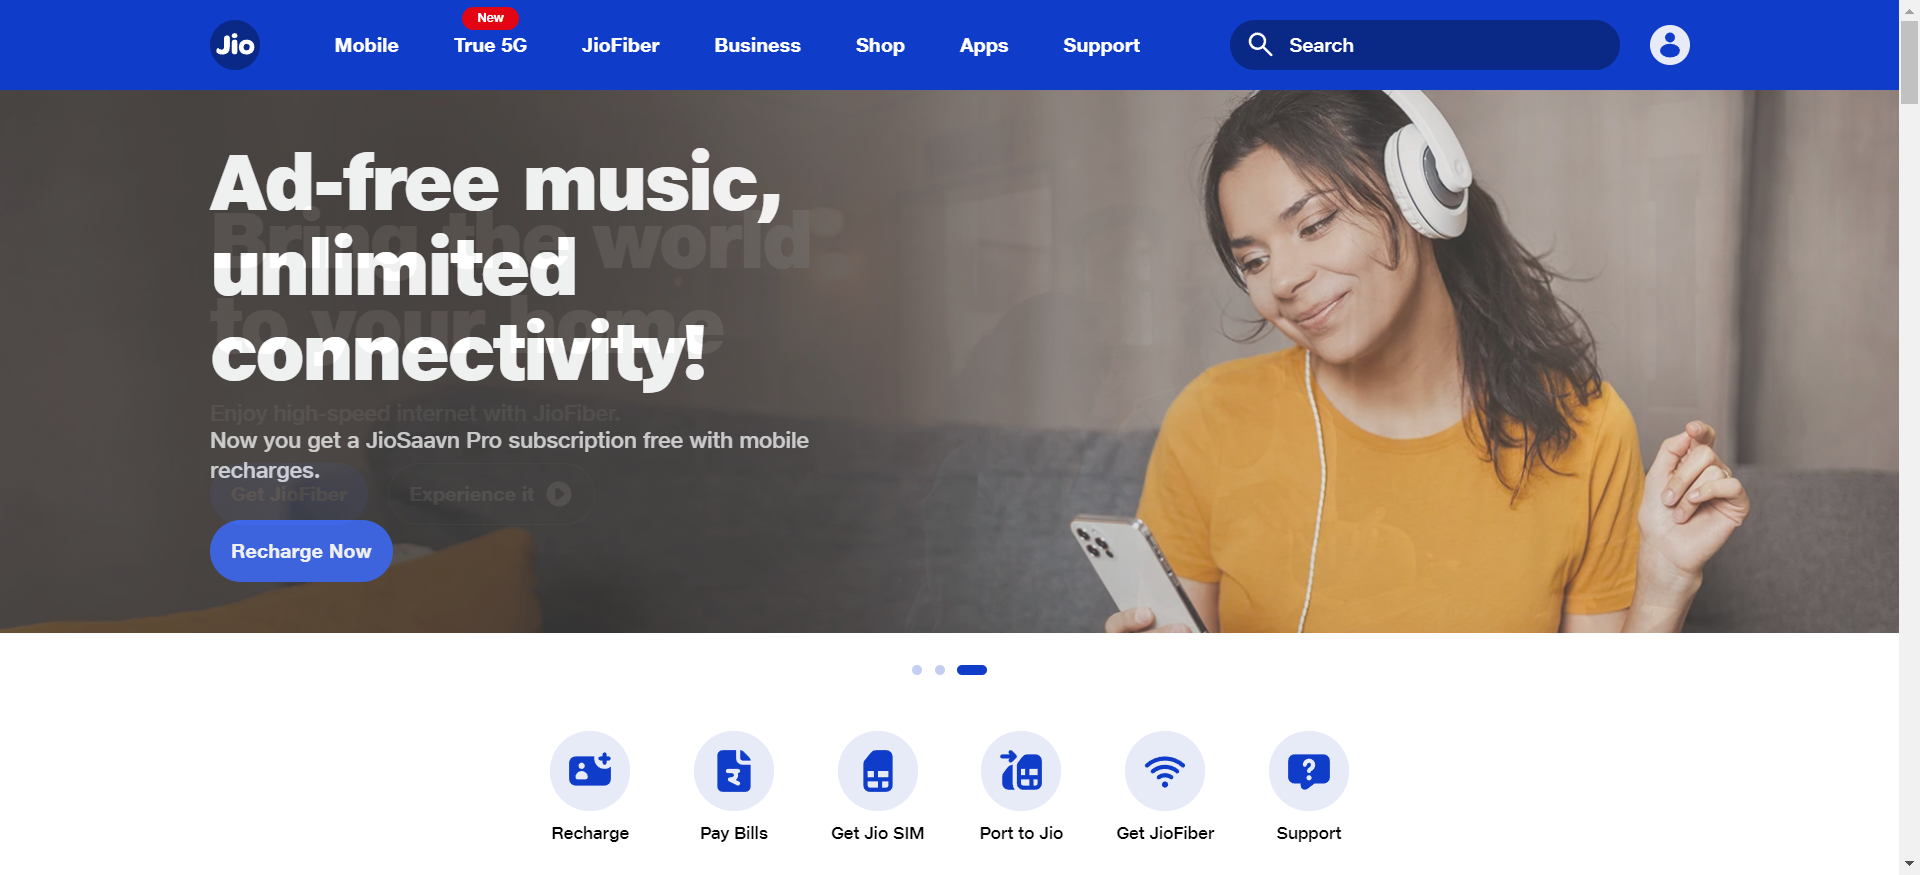 Jio
Mobile
New
True 5G
JioFiber
Business
Shop
Apps
Support
Search
Ad-free music,
unlimited
connectivity!
Bring the world
to your home
Enjoy high-speed internet with JioFiber.
Now you get a JioSaavn Pro subscription free with mobile
recharges.
Get JioFiber
Experience it
Recharge Now
Recharge
Pay Bills
Get Jio SIM
Port to Jio
Get JioFiber
Support